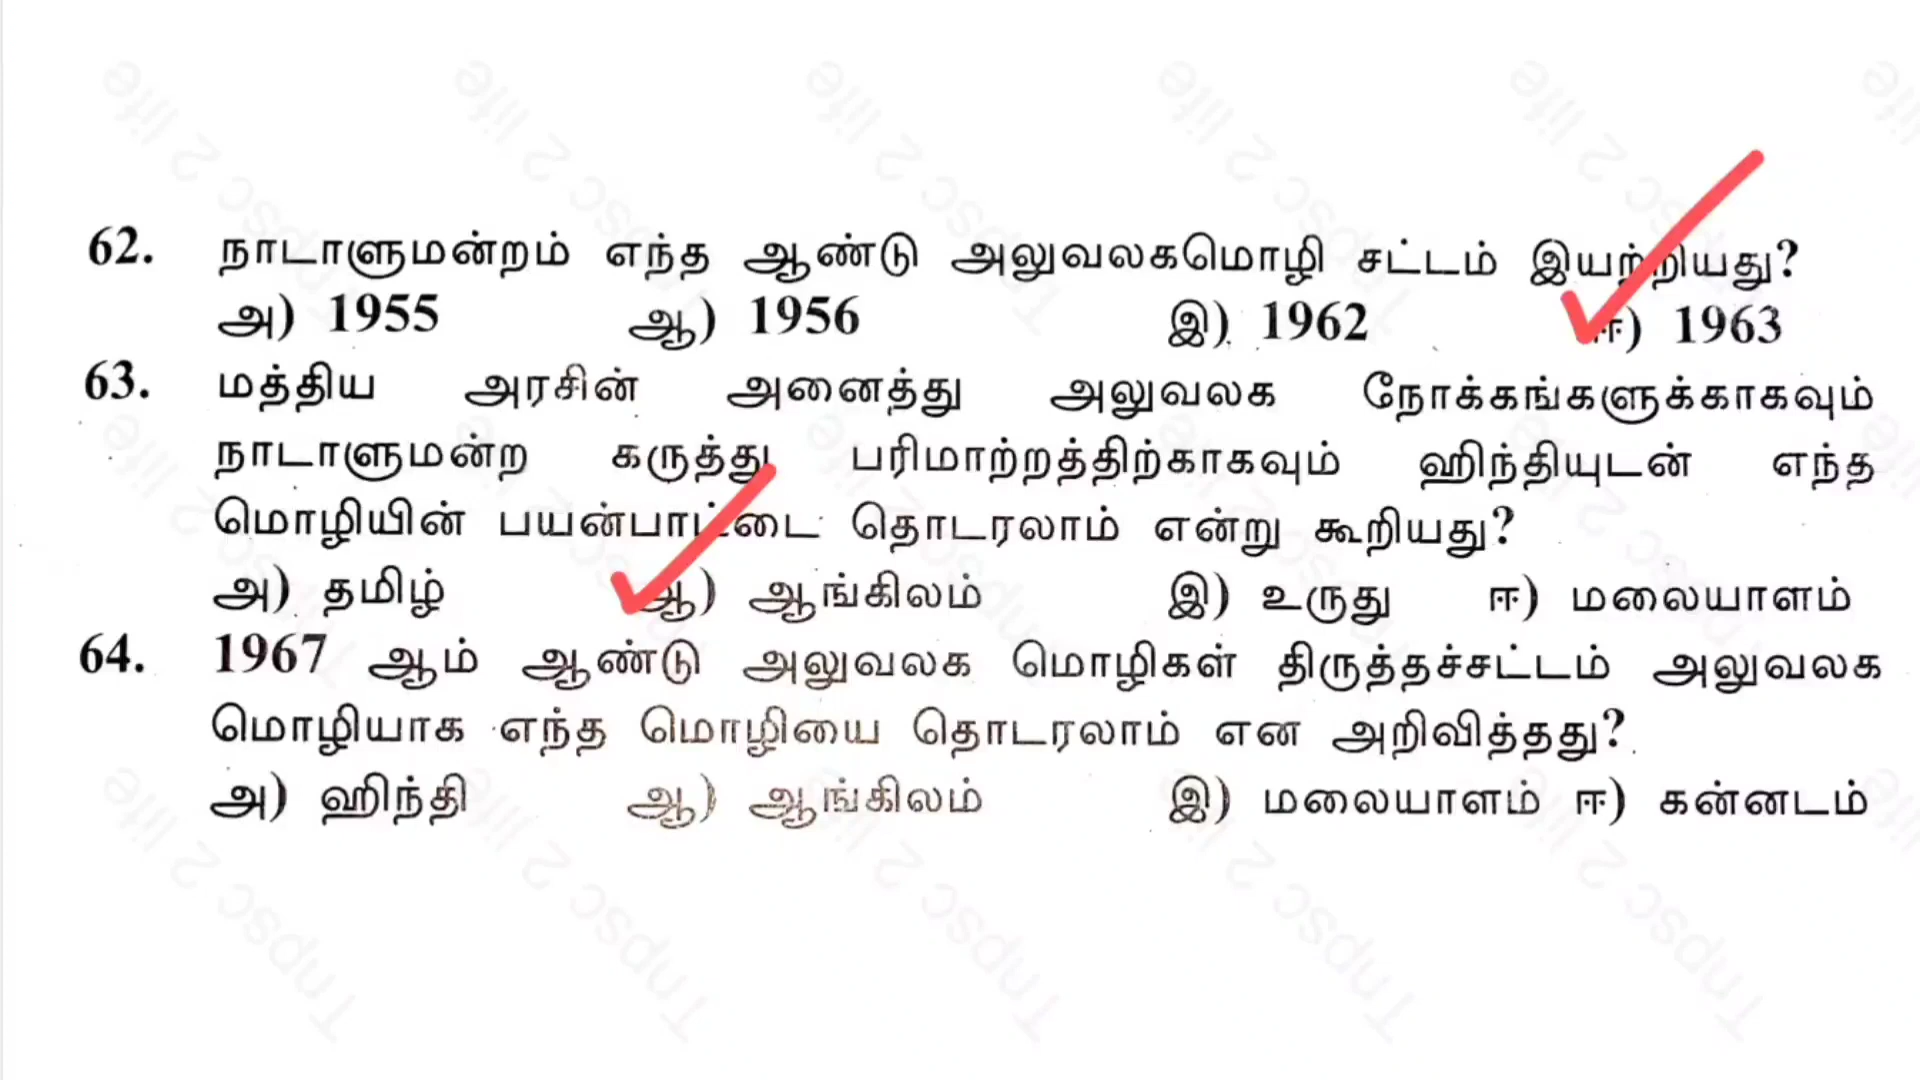 62. நாடாளுமன்றம் எந்த ஆண்டு அலுவலகமொழி சட்டம் இயற்றியது?
அ) 1955 ஆ) 1956 இ) 1962 ஈ) 1963
63. மத்திய அரசின் அனைத்து அலுவலக நோக்கங்களுக்காகவும்
நாடாளுமன்ற கருத்து பரிமாற்றத்திற்காகவும் ஹிந்தியுடன் எந்த
மொழியின் பயன்பாட்டை தொடரலாம் என்று கூறியது?
அ) தமிழ் ஆ) ஆங்கிலம் இ) உருது ஈ) மலையாளம்
64. 1967 ஆம் ஆண்டு அலுவலக மொழிகள் திருத்தச்சட்டம் அலுவலக
மொழியாக எந்த மொழியை தொடரலாம் என அறிவித்தது?
அ) ஹிந்தி ஆ) ஆங்கிலம் இ) மலையாளம் ஈ) கன்னடம்
Tnpsc 2 life